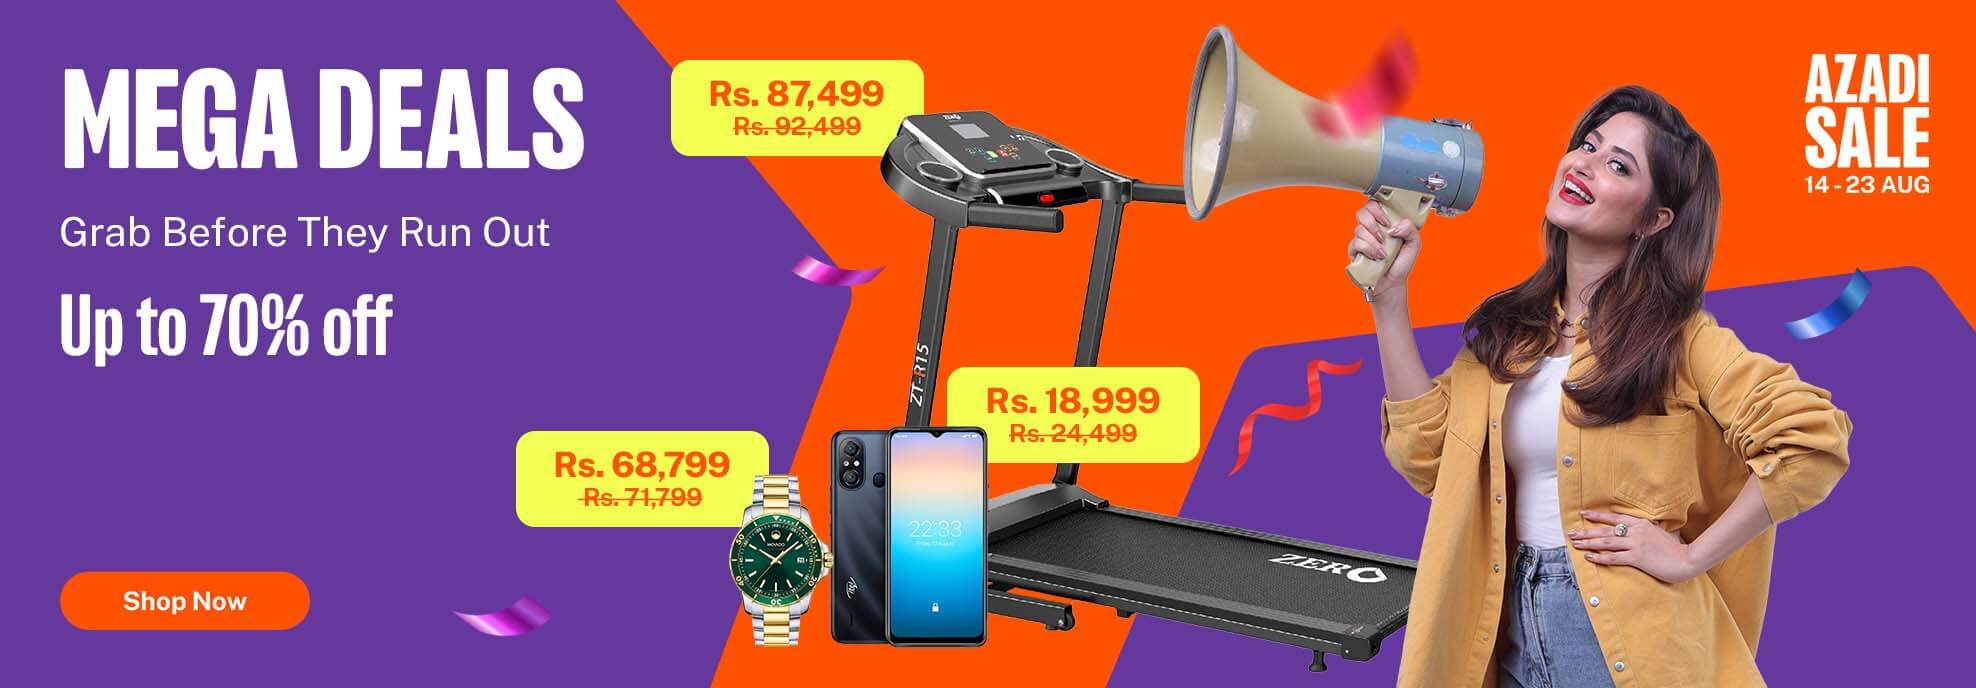 MEGA DEALS
Grab Before They Run Out
Up to 70% off
Shop Now
Rs. 87,499
Rs. 92,499
Rs. 18,999
Rs. 24,499
Rs. 68,799
Rs. 71,799
ZT-R15
ZERO
MOVADO
itel
22:33
AZADI
SALE
14 - 23 AUG